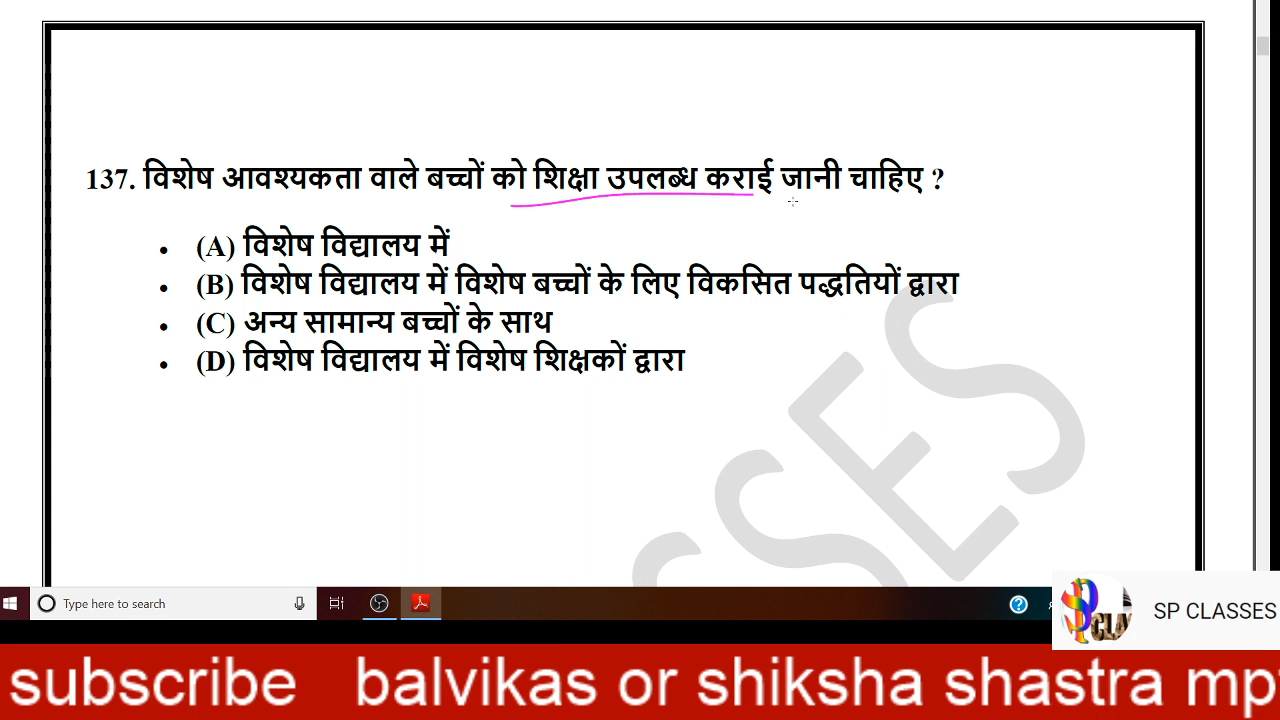 137. विशेष आवश्यकता वाले बच्चों को शिक्षा उपलब्ध कराई जानी चाहिए ?
• (A) विशेष विद्यालय में
• (B) विशेष विद्यालय में विशेष बच्चों के लिए विकसित पद्धतियों द्वारा
• (C) अन्य सामान्य बच्चों के साथ
• (D) विशेष विद्यालय में विशेष शिक्षकों द्वारा
SSES
Type here to search
SP CLASSES
subscribe balvikas or shiksha shastra mp